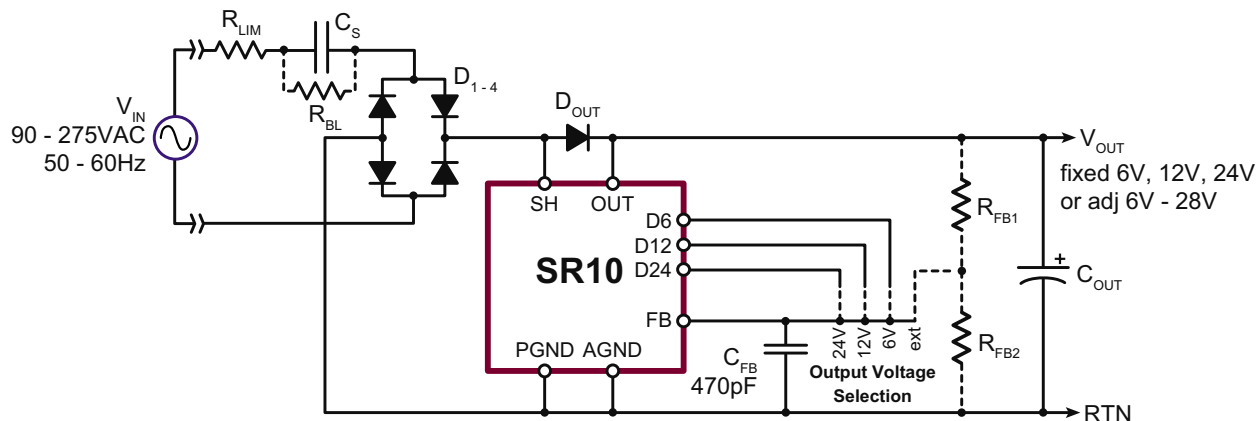 R_LIM
C_S
R_BL
D_1-4
V_IN
90 - 275VAC
50 - 60Hz
D_OUT
V_OUT
fixed 6V, 12V, 24V
or adj 6V - 28V
SH
OUT
D6
D12
D24
SR10
FB
PGND
AGND
C_FB
470pF
24V
12V
6V
ext
Output Voltage
Selection
R_FB1
R_FB2
+
C_OUT
RTN